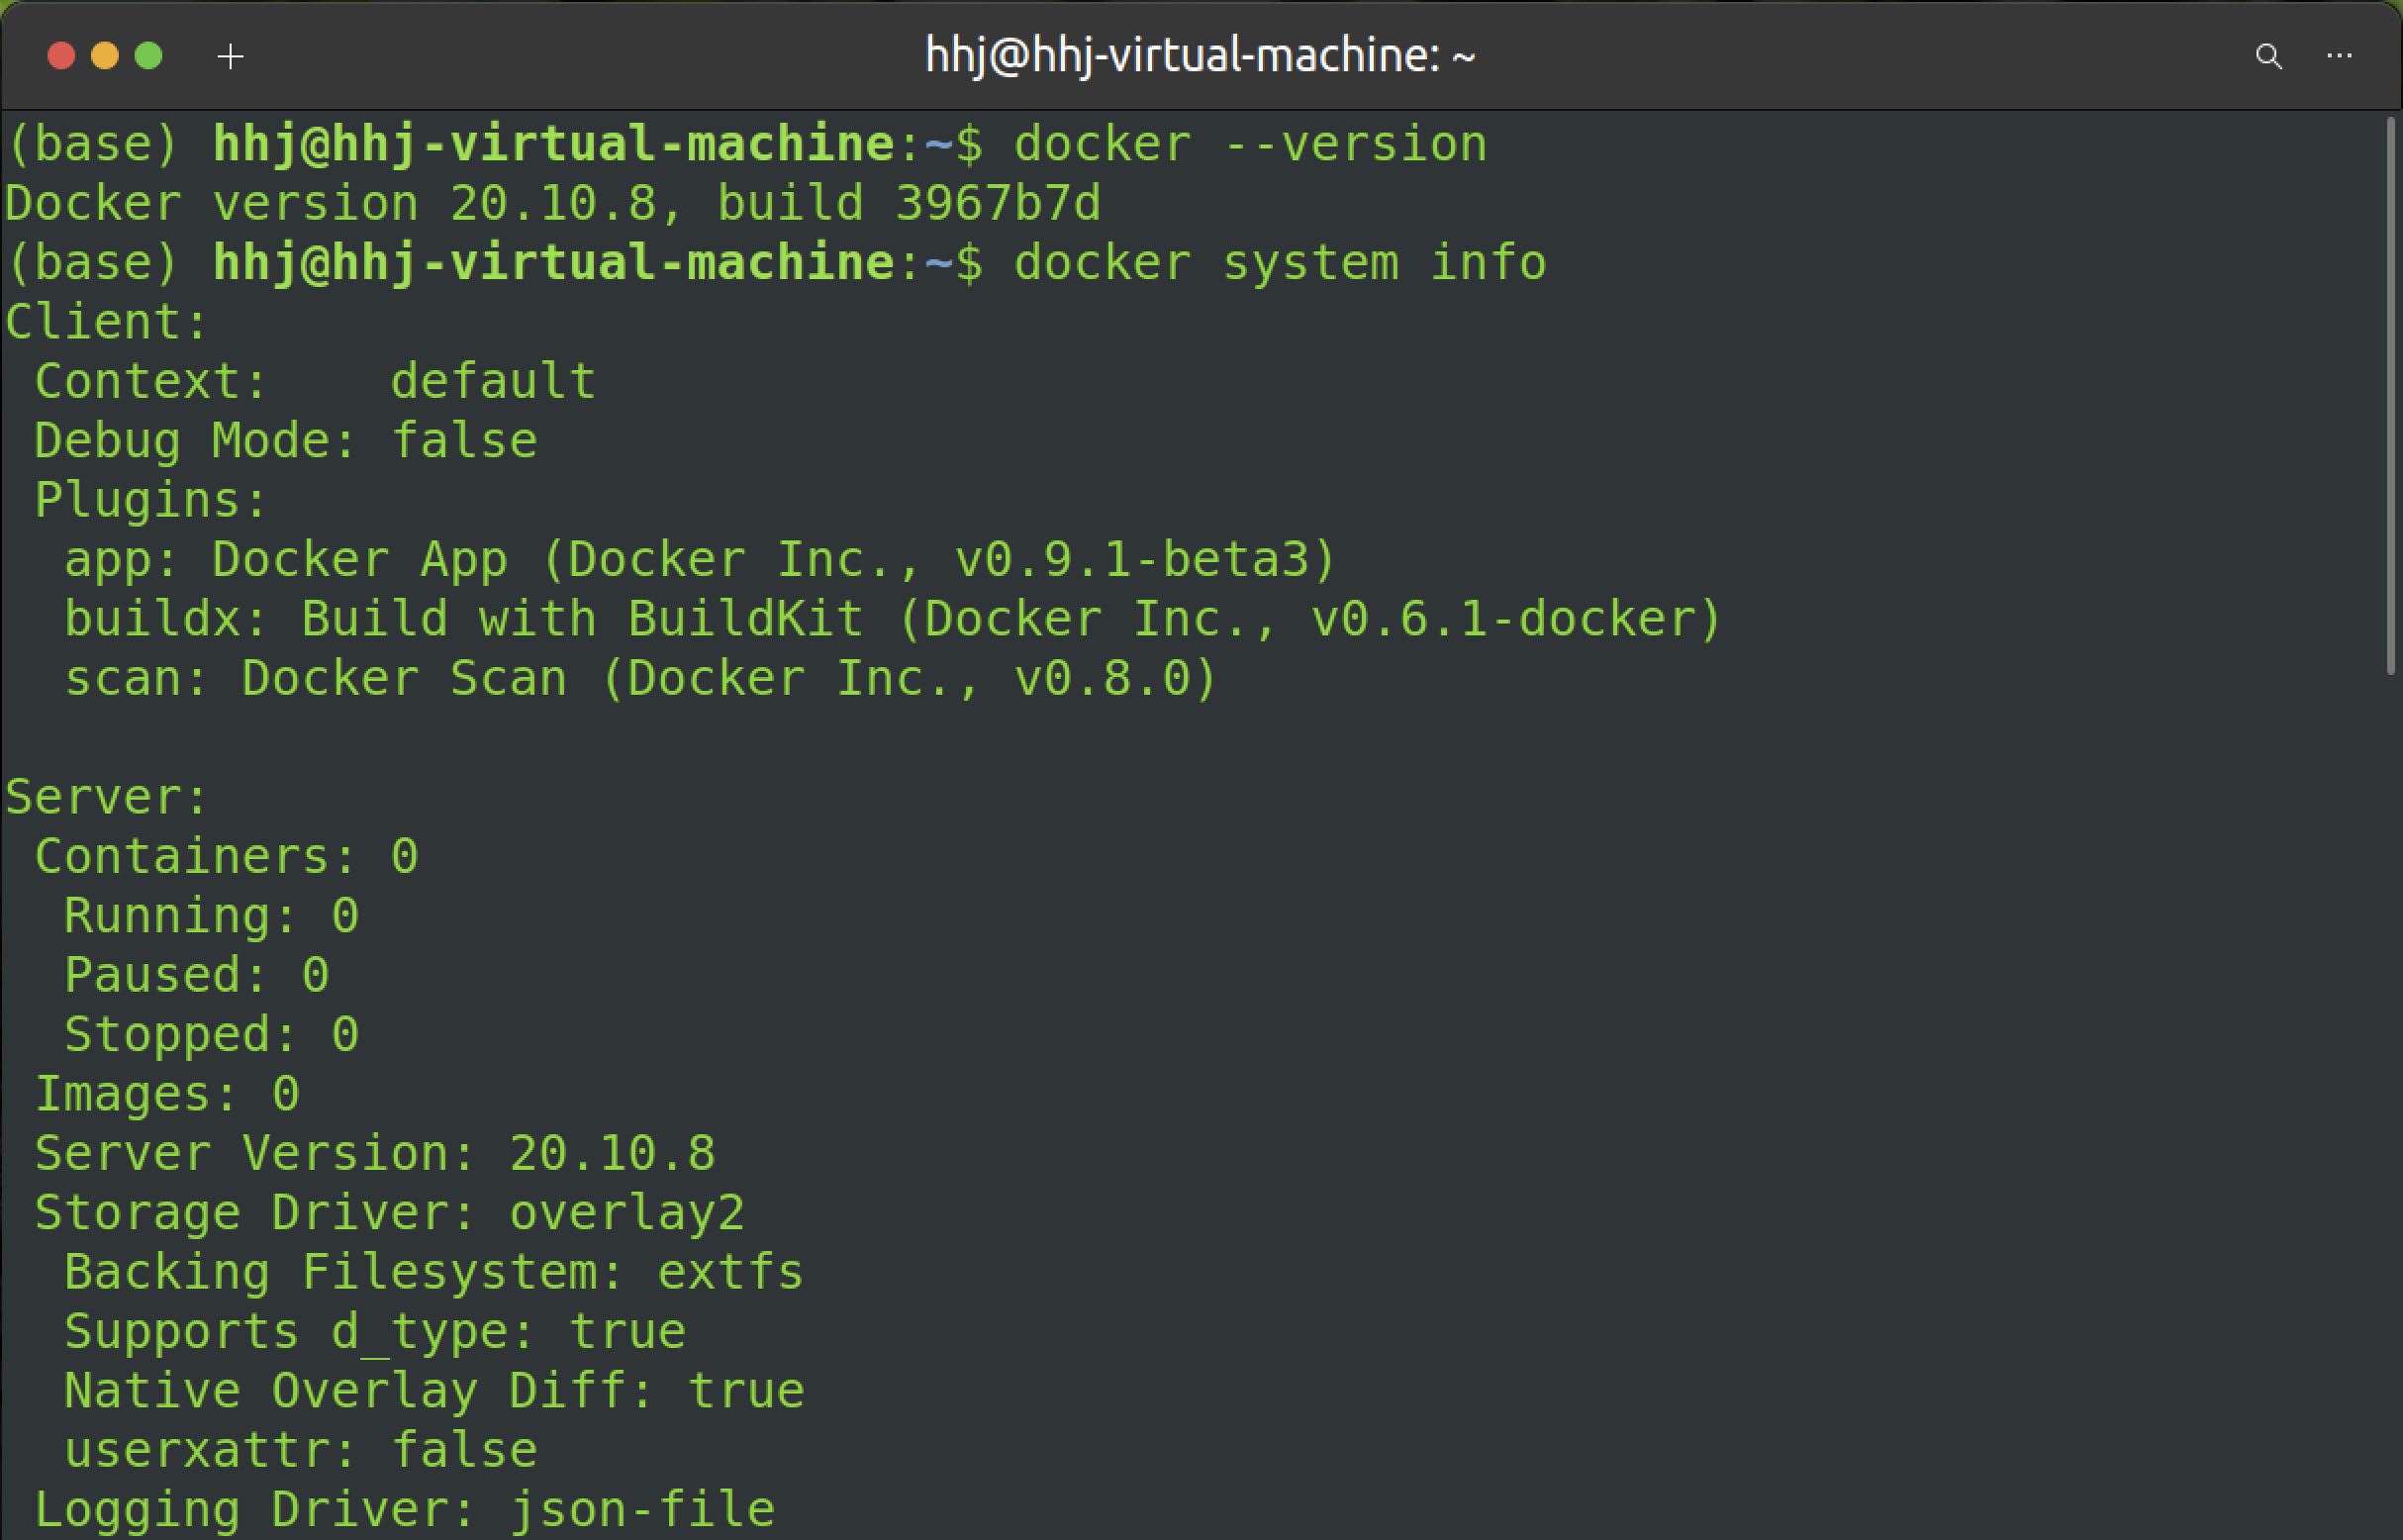 hhj@hhj-virtual-machine: ~
(base) hhj@hhj-virtual-machine:~$ docker --version
Docker version 20.10.8, build 3967b7d
(base) hhj@hhj-virtual-machine:~$ docker system info
Client:
 Context:    default
 Debug Mode: false
 Plugins:
  app: Docker App (Docker Inc., v0.9.1-beta3)
  buildx: Build with BuildKit (Docker Inc., v0.6.1-docker)
  scan: Docker Scan (Docker Inc., v0.8.0)

Server:
 Containers: 0
  Running: 0
  Paused: 0
  Stopped: 0
 Images: 0
 Server Version: 20.10.8
 Storage Driver: overlay2
  Backing Filesystem: extfs
  Supports d_type: true
  Native Overlay Diff: true
  userxattr: false
 Logging Driver: json-file